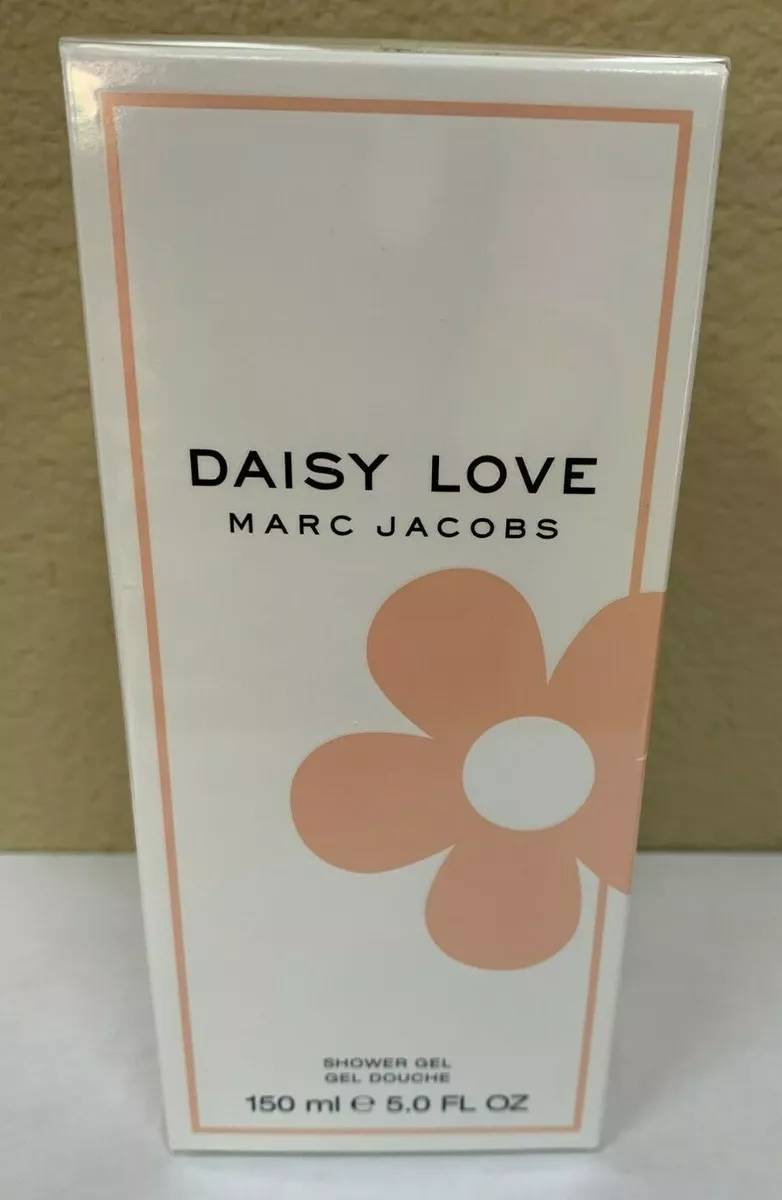 DAISY LOVE
MARC JACOBS
SHOWER GEL
GEL DOUCHE
150 ml ℮ 5.0 FL OZ